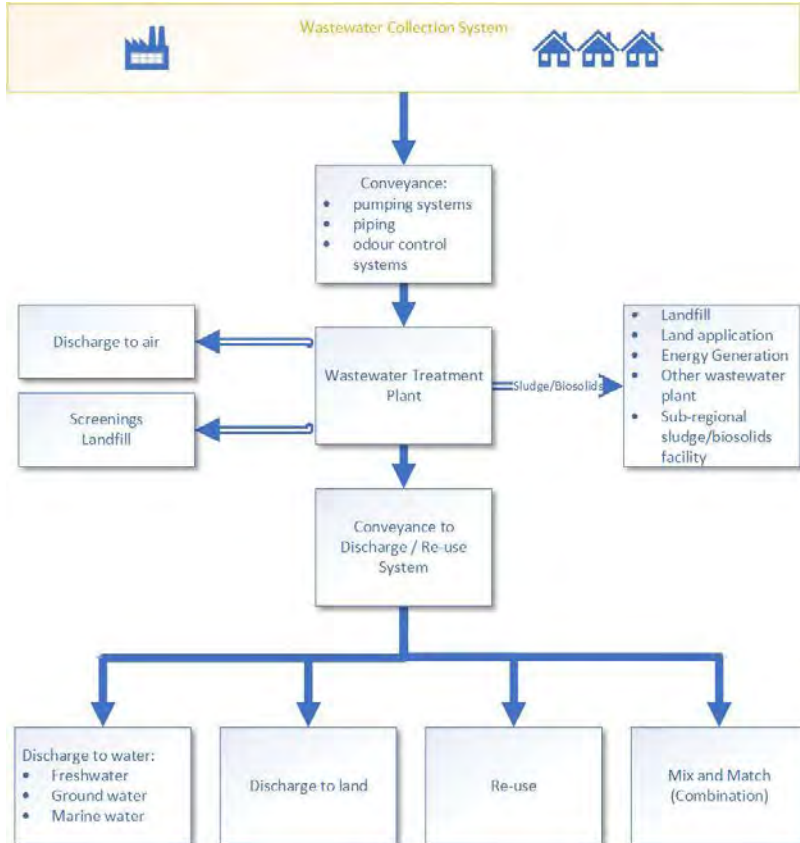 Wastewater Collection System
Conveyance:
• pumping systems
• piping
• odour control
systems
Discharge to air
Screenings
Landfill
Wastewater Treatment
Plant
Sludge/Biosolids
• Landfill
• Land application
• Energy Generation
• Other wastewater
plant
• Sub-regional
sludge/biosolids
facility
Conveyance to
Discharge / Re-use
System
Discharge to water:
• Freshwater
• Ground water
• Marine water
Discharge to land
Re-use
Mix and Match
(Combination)